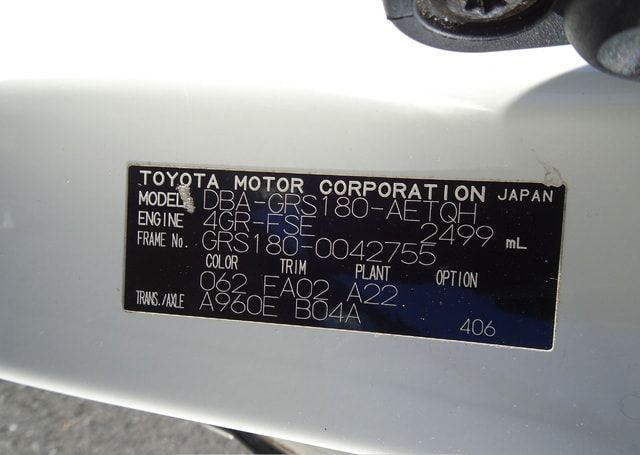 TOYOTA MOTOR CORPORATION JAPAN
MODEL DBA-GRS180-AETQH
ENGINE 4GR-FSE 2499 mL
FRAME No. GRS180-0042755
COLOR TRIM PLANT OPTION
062 FA02 A22
TRANS./AXLE A960E B04A
406